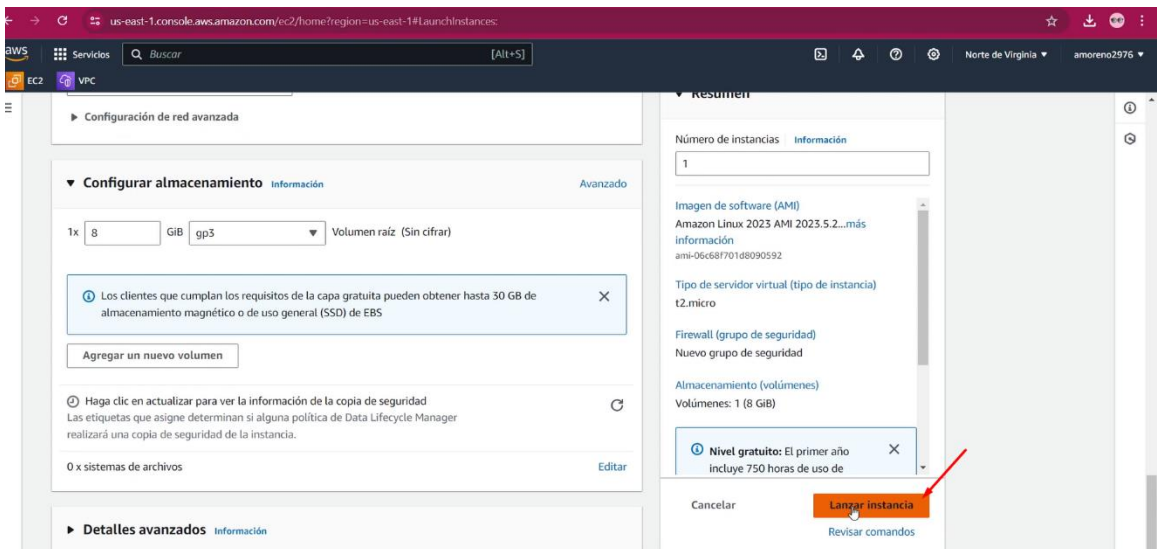 us-east-1.console.aws.amazon.com/ec2/home?region=us-east-1#LaunchInstances:
aws
Servicios
Buscar
[Alt+S]
Norte de Virginia
amoreno2976
EC2
VPC
Configuración de red avanzada
Configurar almacenamiento Información
Avanzado
1x 8 GiB gp3 Volumen raíz (Sin cifrar)
Los clientes que cumplan los requisitos de la capa gratuita pueden obtener hasta 30 GB de
almacenamiento magnético o de uso general (SSD) de EBS
Agregar un nuevo volumen
Haga clic en actualizar para ver la información de la copia de seguridad
Las etiquetas que asigne determinan si alguna política de Data Lifecycle Manager
realizará una copia de seguridad de la instancia.
0 x sistemas de archivos
Editar
Detalles avanzados Información
Resumen
Número de instancias Información
1
Imagen de software (AMI)
Amazon Linux 2023 AMI 2023.5.2...más
información
ami-06c68f701d8090592
Tipo de servidor virtual (tipo de instancia)
t2.micro
Firewall (grupo de seguridad)
Nuevo grupo de seguridad
Almacenamiento (volúmenes)
Volúmenes: 1 (8 GiB)
Nivel gratuito: El primer año
incluye 750 horas de uso de
Cancelar
Lanzar instancia
Revisar comandos